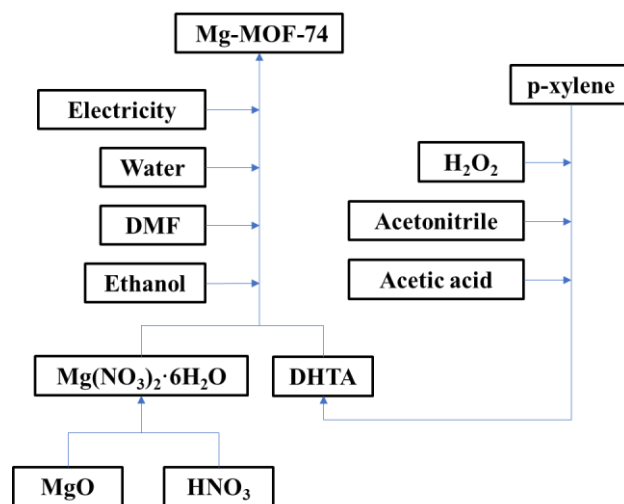 Mg-MOF-74
Electricity
p-xylene
Water
H₂O₂
DMF
Acetonitrile
Ethanol
Acetic acid
Mg(NO₃)₂·6H₂O
DHTA
MgO
HNO₃